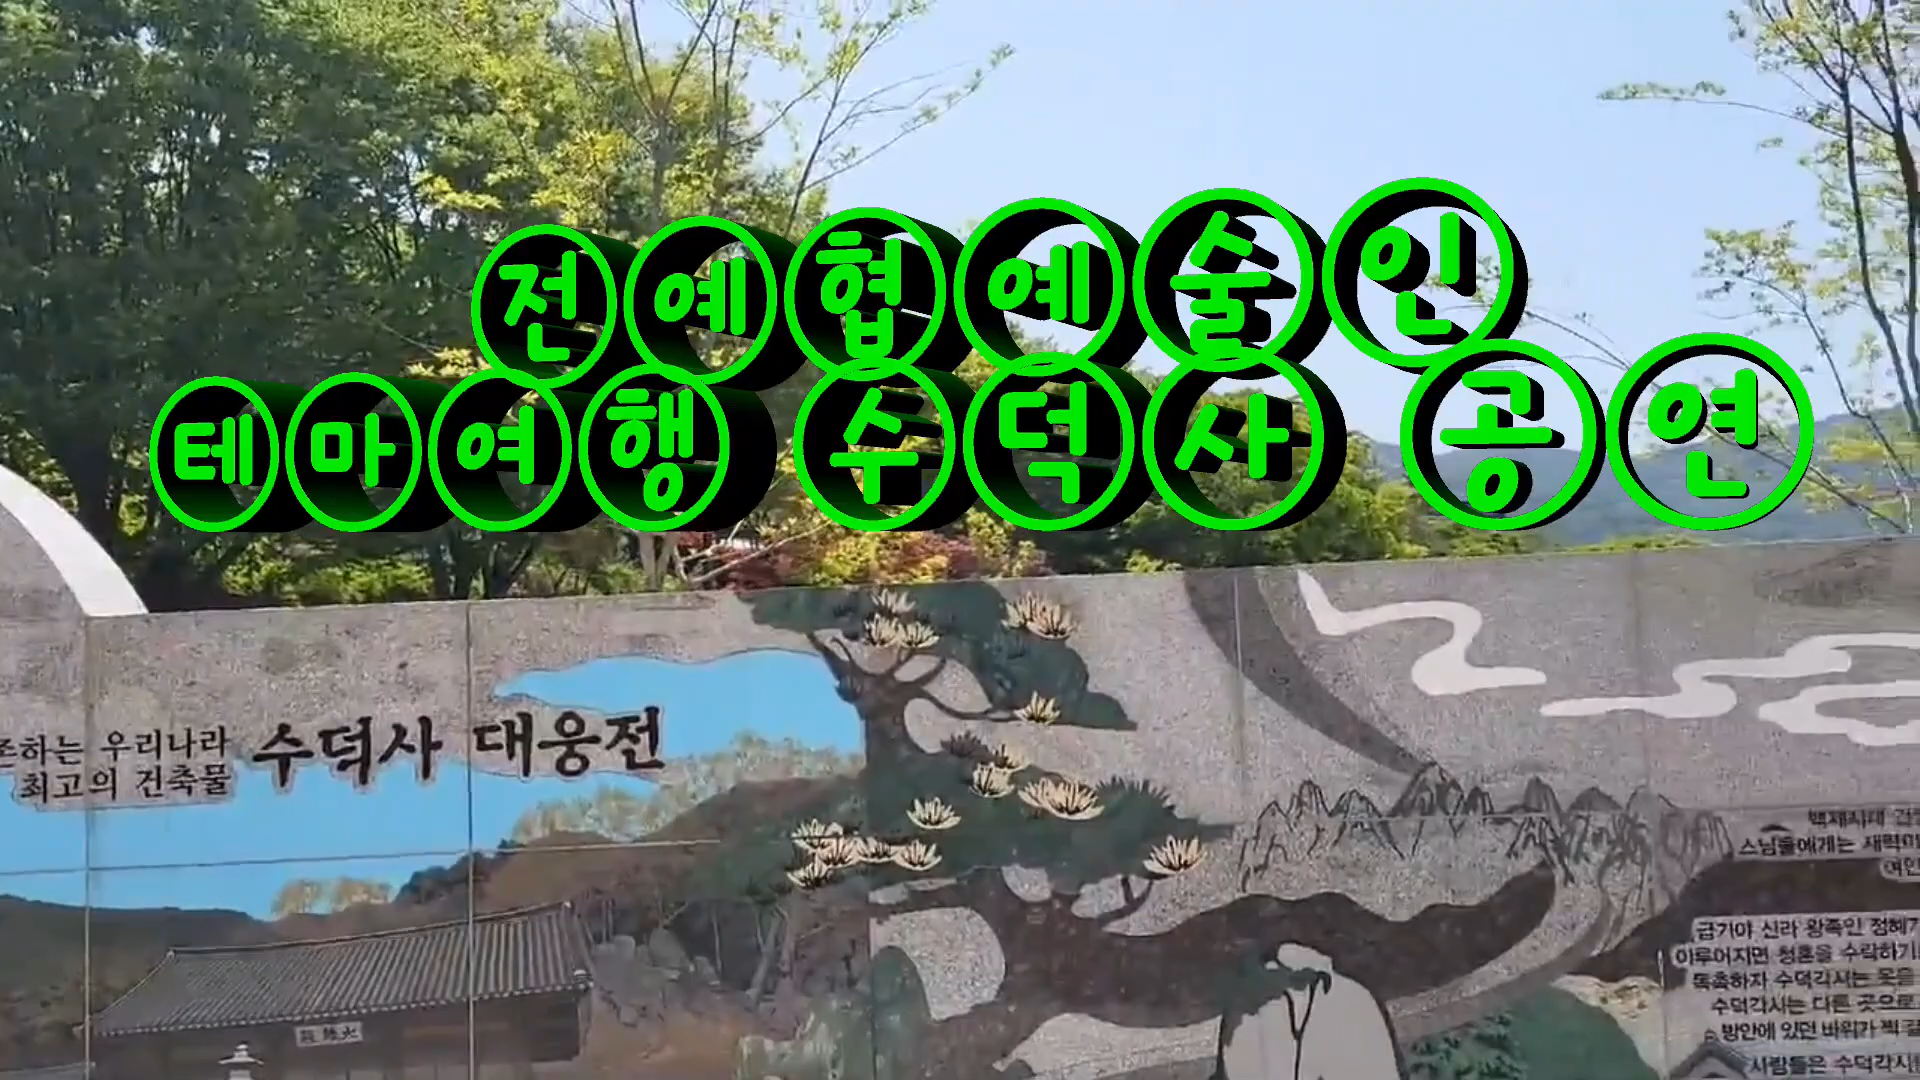 전예협예술인
테마여행 수덕사 공연
존하는 우리나라
최고의 건축물
수덕사 대웅전
스님들에게는
급기야 신라 왕족인 정혜
이루어지면 청혼을 수락하기
독촉하자 수덕각시는 옷을
수덕각시는 다른 곳으로
방안에 있던 바위가
사람들은 수덕각시